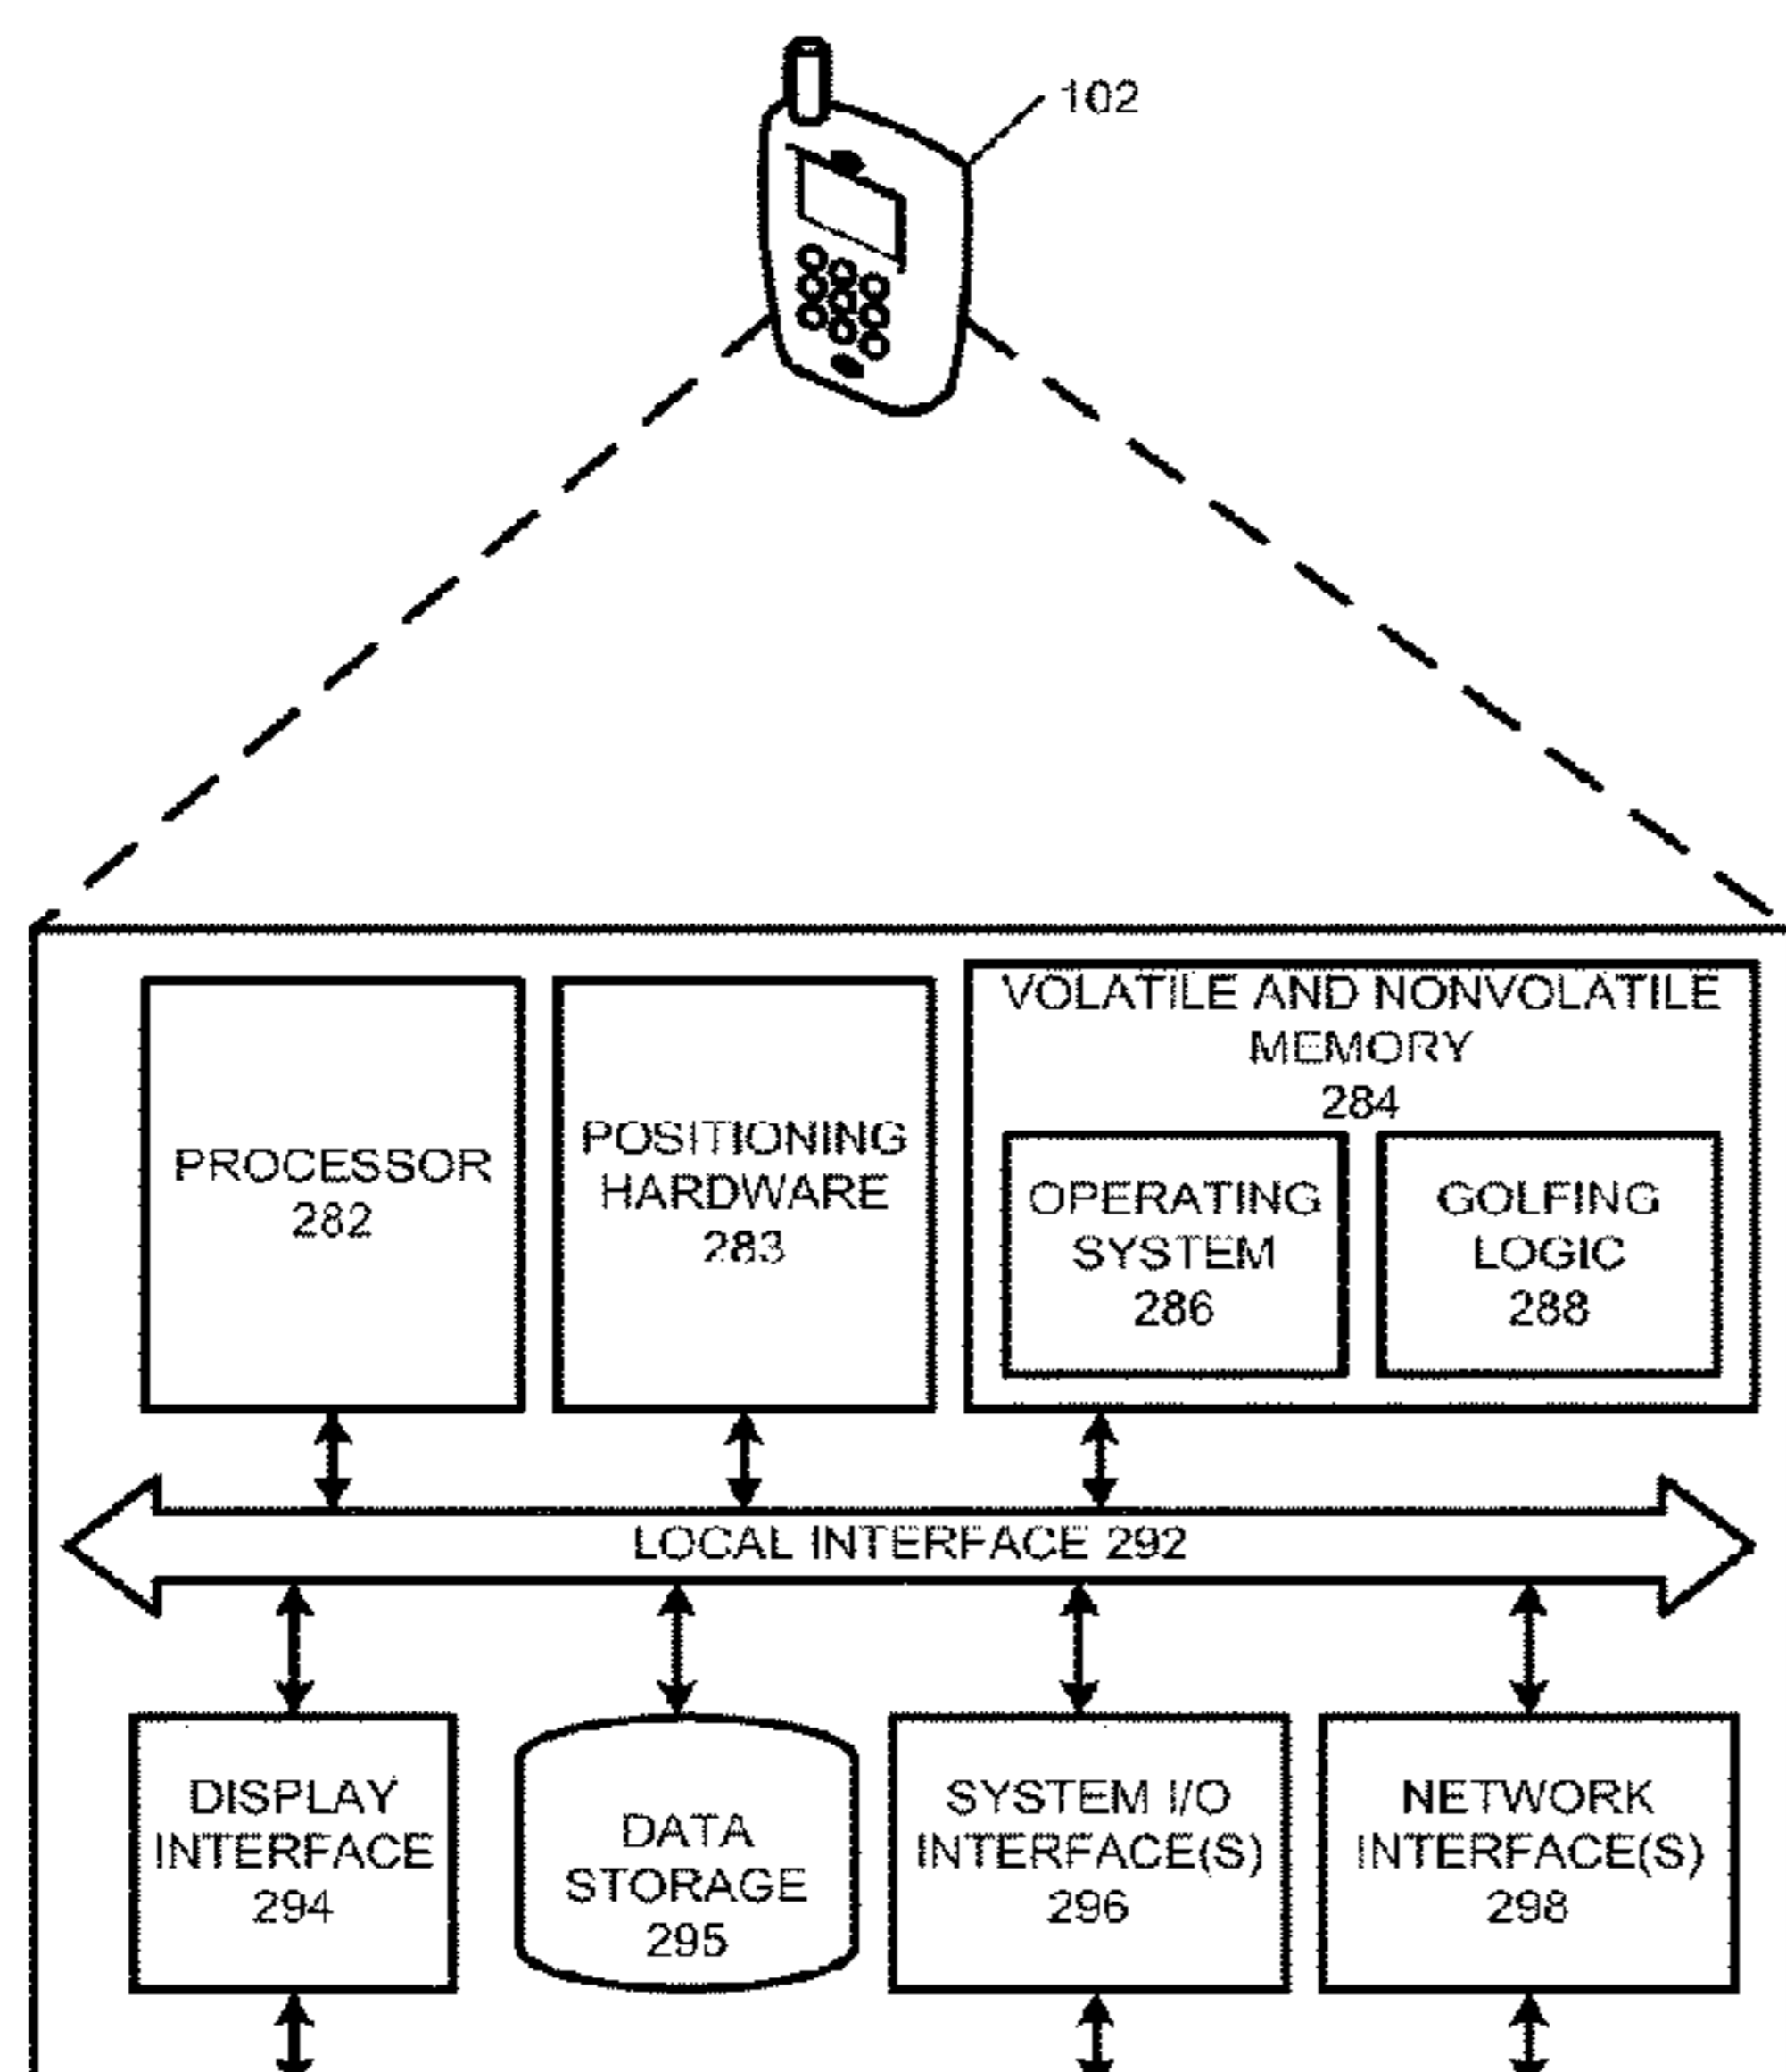 102
PROCESSOR
282
POSITIONING
HARDWARE
283
VOLATILE AND NONVOLATILE
MEMORY
284
OPERATING
SYSTEM
286
GOLFING
LOGIC
288
LOCAL INTERFACE 292
DISPLAY
INTERFACE
294
DATA
STORAGE
295
SYSTEM I/O
INTERFACE(S)
296
NETWORK
INTERFACE(S)
298